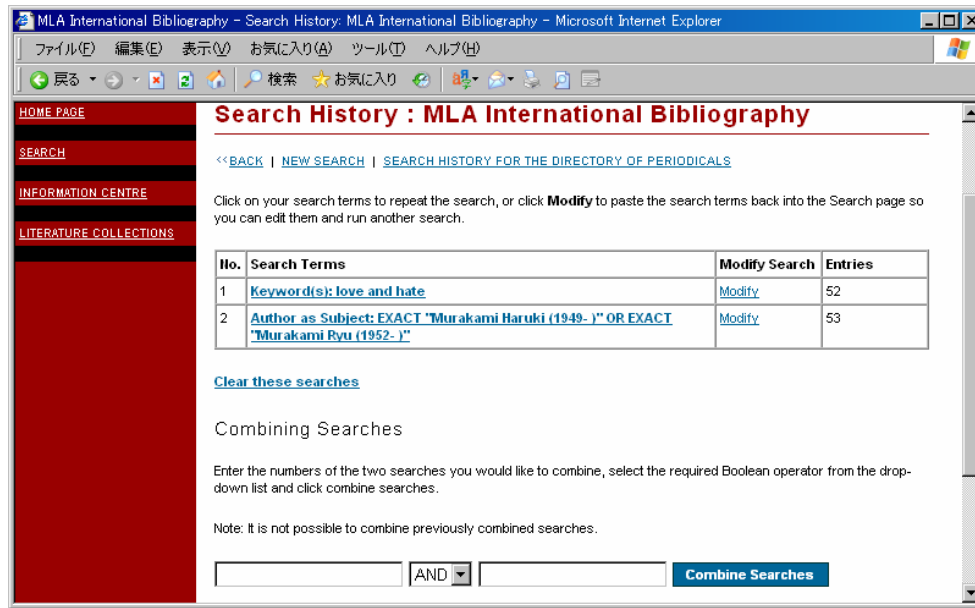 MLA International Bibliography - Search History: MLA International Bibliography - Microsoft Internet Explorer
ファイル(F) 編集(E) 表示(V) お気に入り(A) ツール(T) ヘルプ(H)
戻る 検索 お気に入り
HOME PAGE
SEARCH
INFORMATION CENTRE
LITERATURE COLLECTIONS
Search History : MLA International Bibliography
<<BACK | NEW SEARCH | SEARCH HISTORY FOR THE DIRECTORY OF PERIODICALS
Click on your search terms to repeat the search, or click Modify to paste the search terms back into the Search page so
you can edit them and run another search.
No. Search Terms Modify Search Entries
1 Keyword(s): love and hate Modify 52
2 Author as Subject: EXACT "Murakami Haruki (1949- )" OR EXACT Modify 53
"Murakami Ryu (1952- )"
Clear these searches
Combining Searches
Enter the numbers of the two searches you would like to combine, select the required Boolean operator from the drop-
down list and click combine searches.
Note: It is not possible to combine previously combined searches.
AND Combine Searches